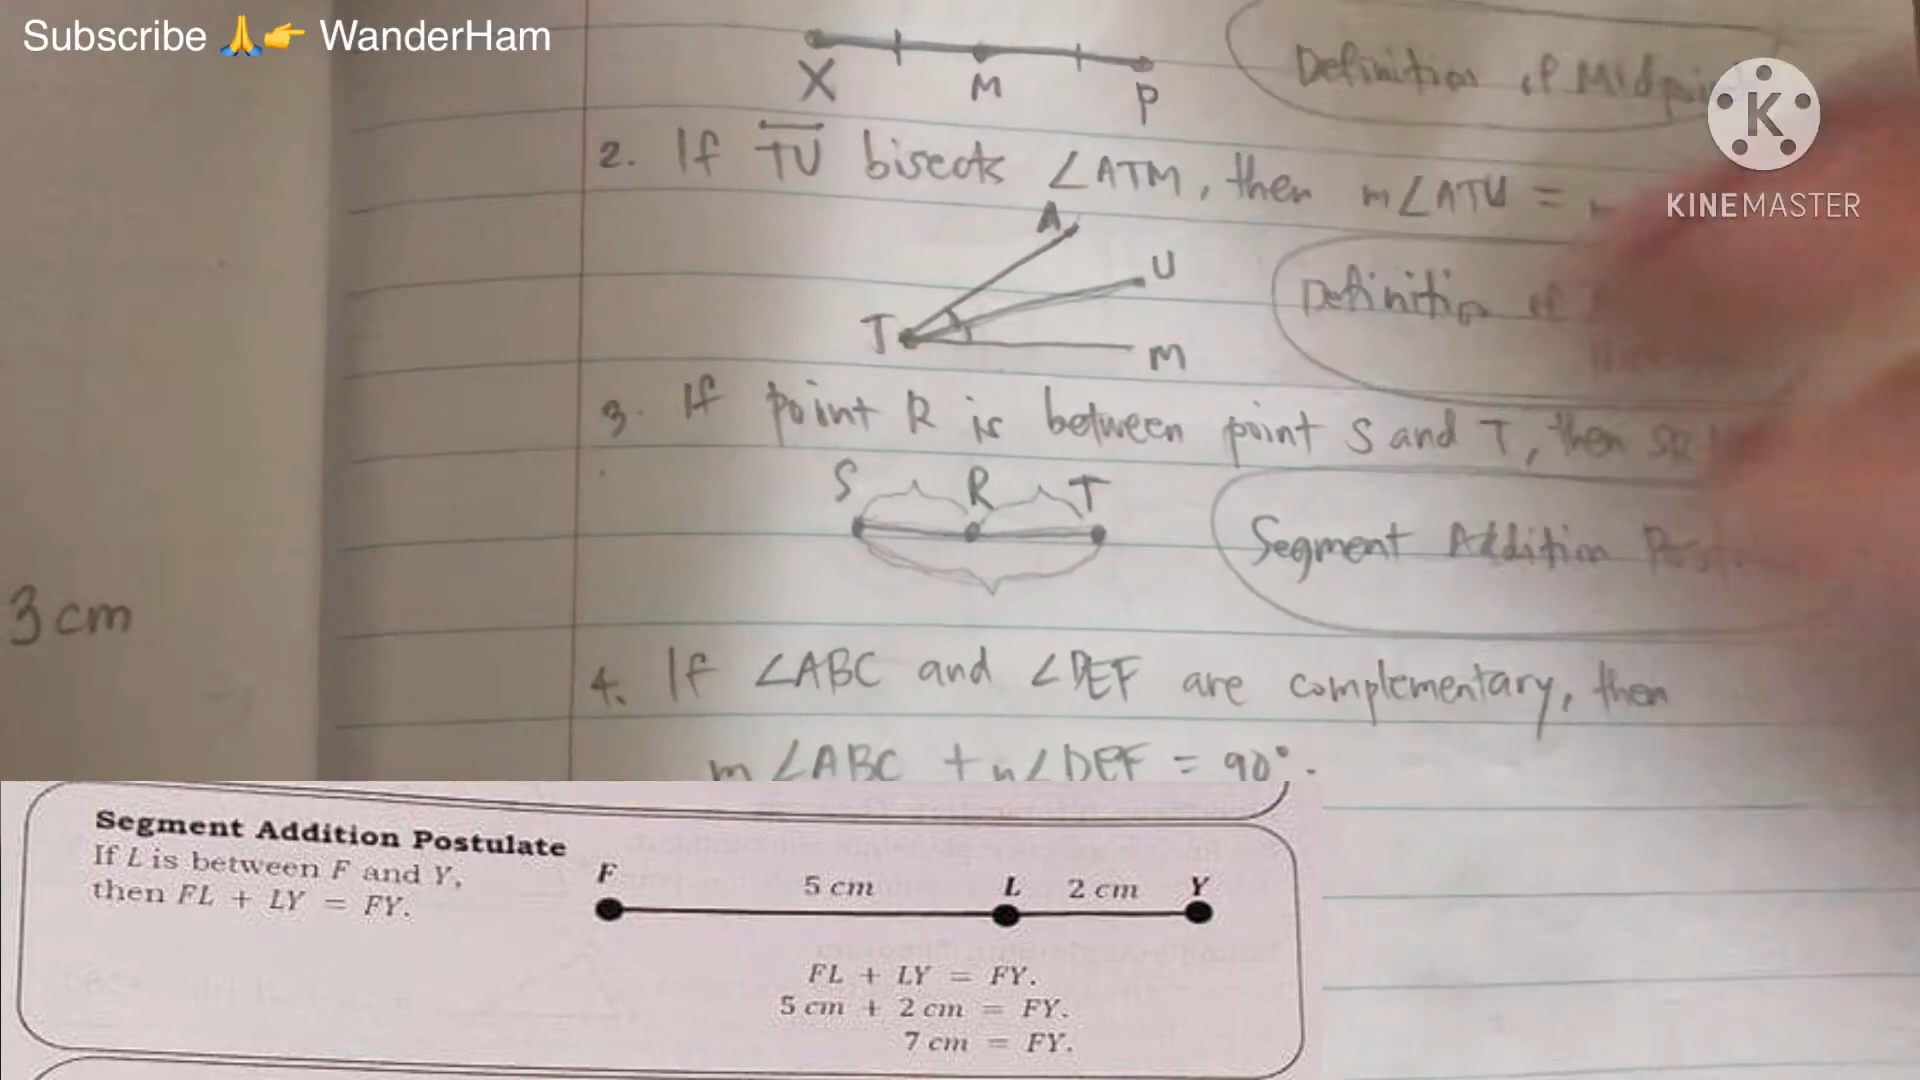 Subscribe 🙏👉 WanderHam
X M P
Definition of Midpoint
K
KINEMASTER
2. If TU bisects ∠ATM, then m∠ATU =
A
U
T
M
Definition of
3. If point R is between point S and T, then SR
S R T
Segment Addition
3 cm
4. If ∠ABC and ∠DEF are complementary, then
m∠ABC + m∠DEF = 90°.
Segment Addition Postulate
If L is between F and Y,
then FL + LY = FY.
F 5 cm L 2 cm Y
FL + LY = FY.
5 cm + 2 cm = FY.
7 cm = FY.